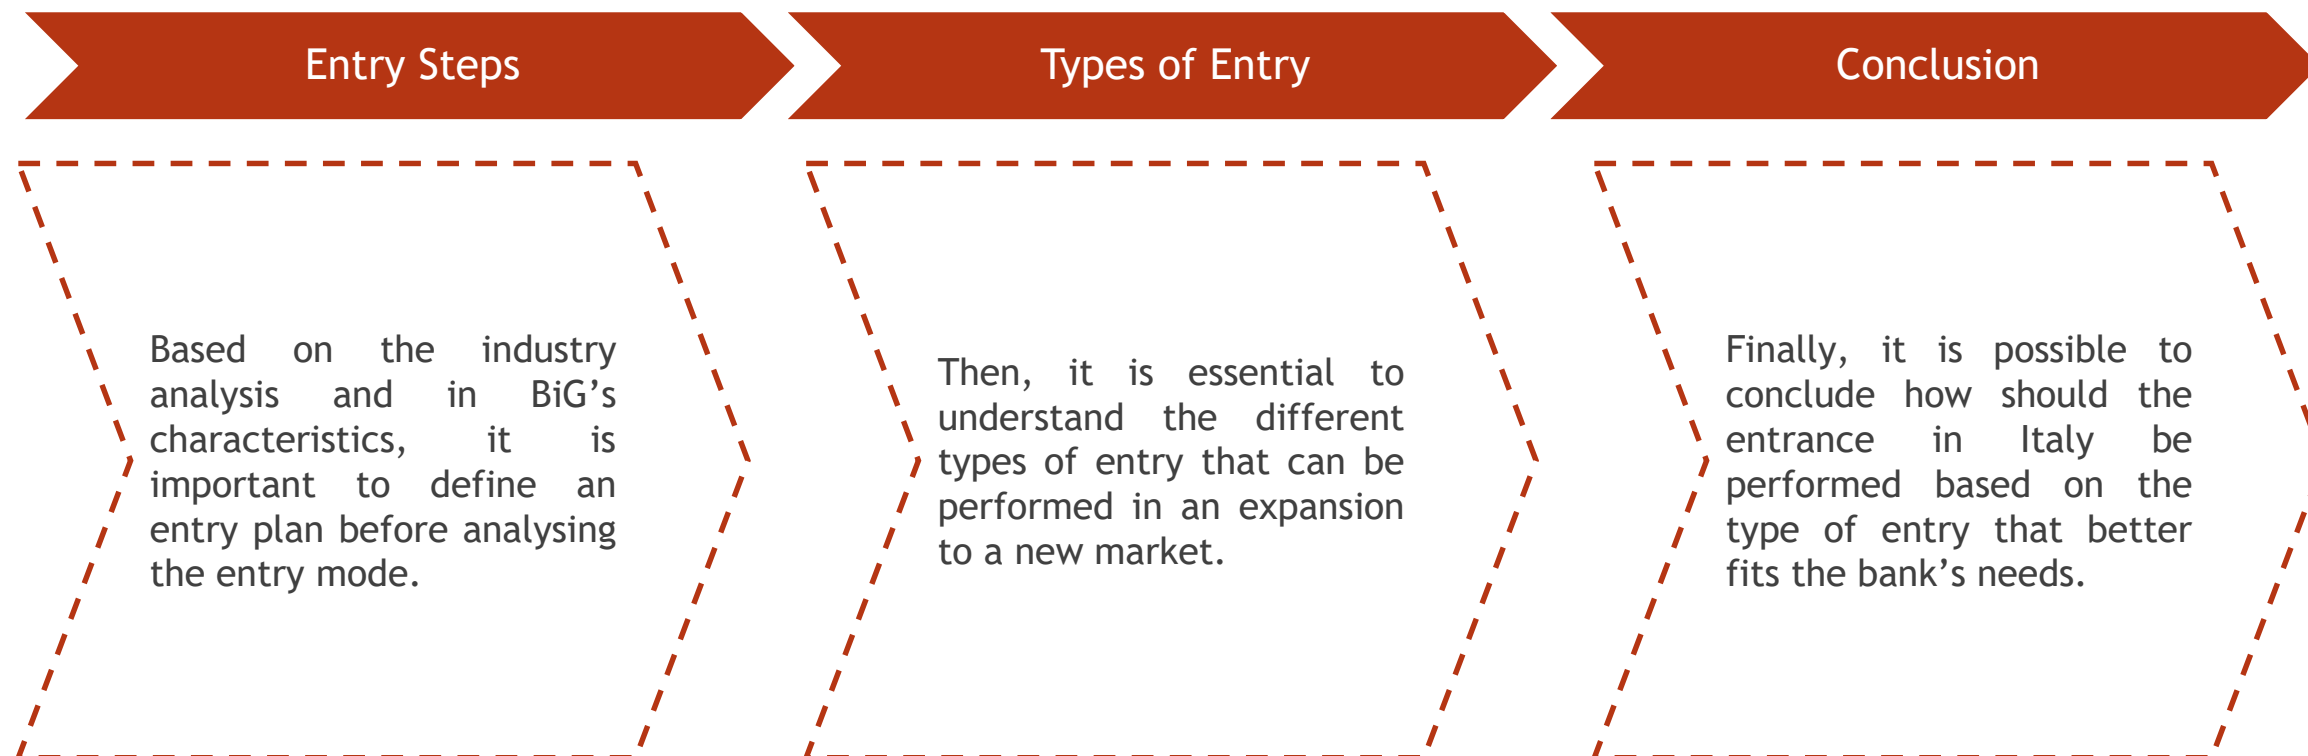 Entry Steps
Types of Entry
Conclusion
Based on the industry
analysis and in BiG’s
characteristics, it is
important to define an
entry plan before analysing
the entry mode.
Then, it is essential to
understand the different
types of entry that can be
performed in an expansion
to a new market.
Finally, it is possible to
conclude how should the
entrance in Italy be
performed based on the
type of entry that better
fits the bank’s needs.